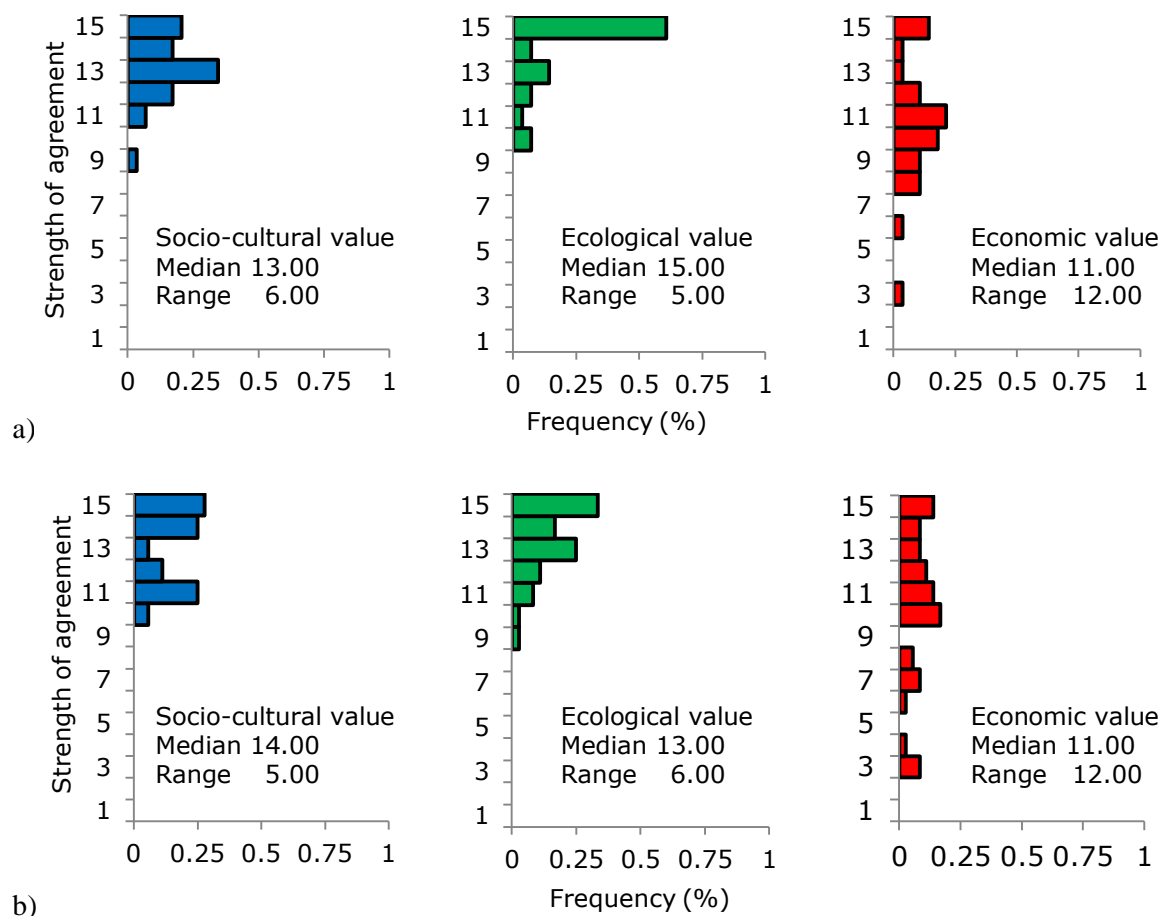 Strength of agreement
15
13
11
9
7
5
3
1
Socio-cultural value
Median 13.00
Range 6.00
0 0.25 0.5 0.75 1
15
13
11
9
7
5
3
1
Ecological value
Median 15.00
Range 5.00
0 0.25 0.5 0.75 1
15
13
11
9
7
5
3
1
Economic value
Median 11.00
Range 12.00
0 0.25 0.5 0.75 1
Frequency (%)
a)
Strength of agreement
15
13
11
9
7
5
3
1
Socio-cultural value
Median 14.00
Range 5.00
0 0.25 0.5 0.75 1
15
13
11
9
7
5
3
1
Ecological value
Median 13.00
Range 6.00
0 0.25 0.5 0.75 1
15
13
11
9
7
5
3
1
Economic value
Median 11.00
Range 12.00
0 0.25 0.5 0.75 1
Frequency (%)
b)